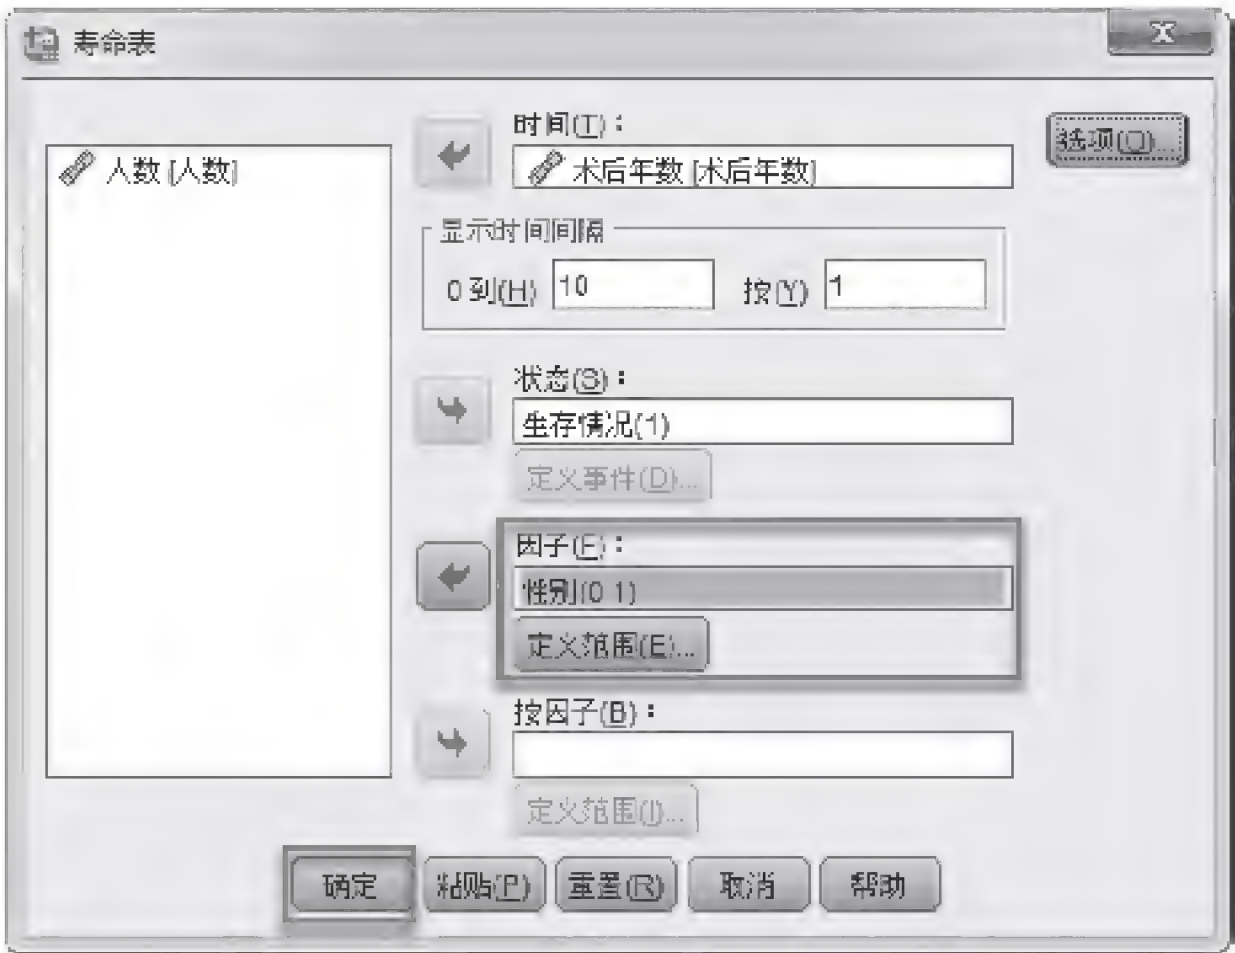 寿命表
人数 [人数]
时间(T)：
术后年数 [术后年数]
选项(O)...
显示时间间隔
0 到(H) 10 按(Y) 1
状态(S)：
生存情况(1)
定义事件(D)...
因子(F)：
性别(0 1)
定义范围(E)...
按因子(B)：
定义范围(I)...
确定 粘贴(P) 重置(R) 取消 帮助